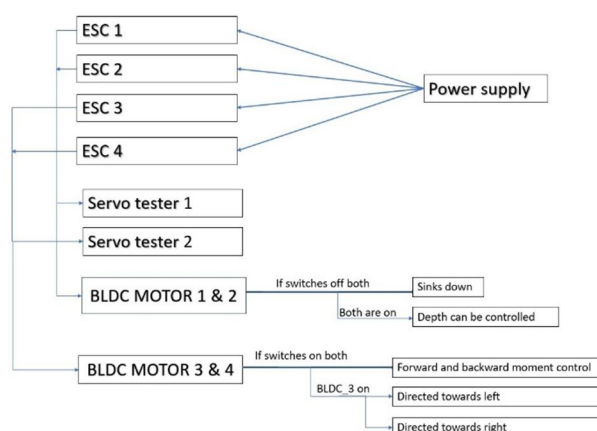 ESC 1
ESC 2
ESC 3
ESC 4
Power supply
Servo tester 1
Servo tester 2
BLDC MOTOR 1 & 2
If switches off both
Sinks down
Both are on
Depth can be controlled
BLDC MOTOR 3 & 4
If switches on both
Forward and backward moment control
BLDC_3 on
Directed towards left
Directed towards right